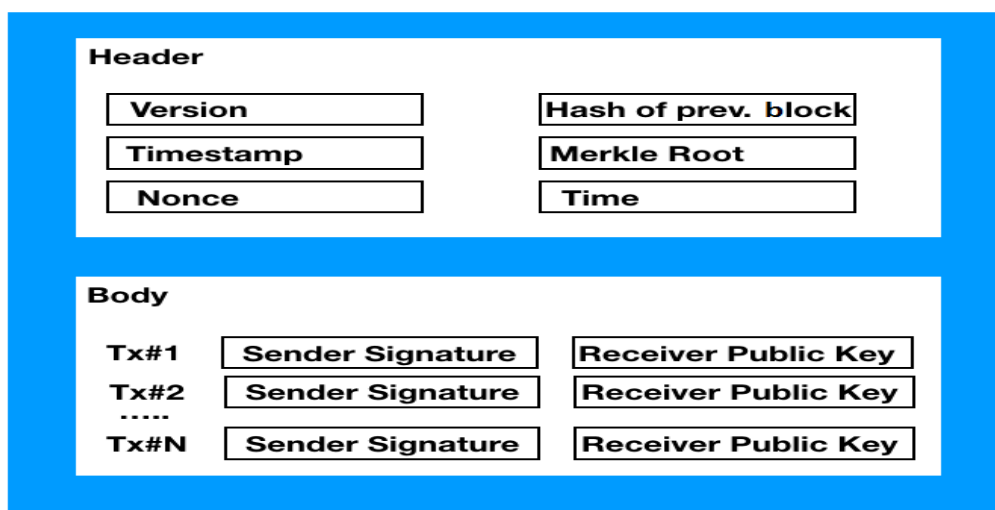 Header
Version Hash of prev. block
Timestamp Merkle Root
Nonce Time
Body
Tx#1 Sender Signature Receiver Public Key
Tx#2 Sender Signature Receiver Public Key
.....
Tx#N Sender Signature Receiver Public Key